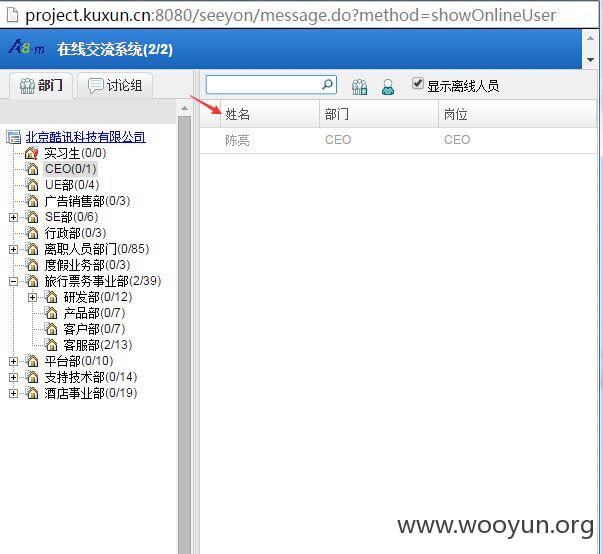 project.kuxun.cn:8080/seeyon/message.do?method=showOnlineUser
A8-m 在线交流系统(2/2)
部门 讨论组
显示离线人员
姓名 部门 岗位
陈亮 CEO CEO
北京酷讯科技有限公司
实习生(0/0)
CEO(0/1)
UE部(0/4)
广告销售部(0/3)
SE部(0/6)
行政部(0/3)
离职人员部门(0/85)
度假业务部(0/3)
旅行票务事业部(2/39)
研发部(0/12)
产品部(0/7)
客户部(0/7)
客服部(2/13)
平台部(0/10)
支持技术部(0/14)
酒店事业部(0/19)
www.wooyun.org